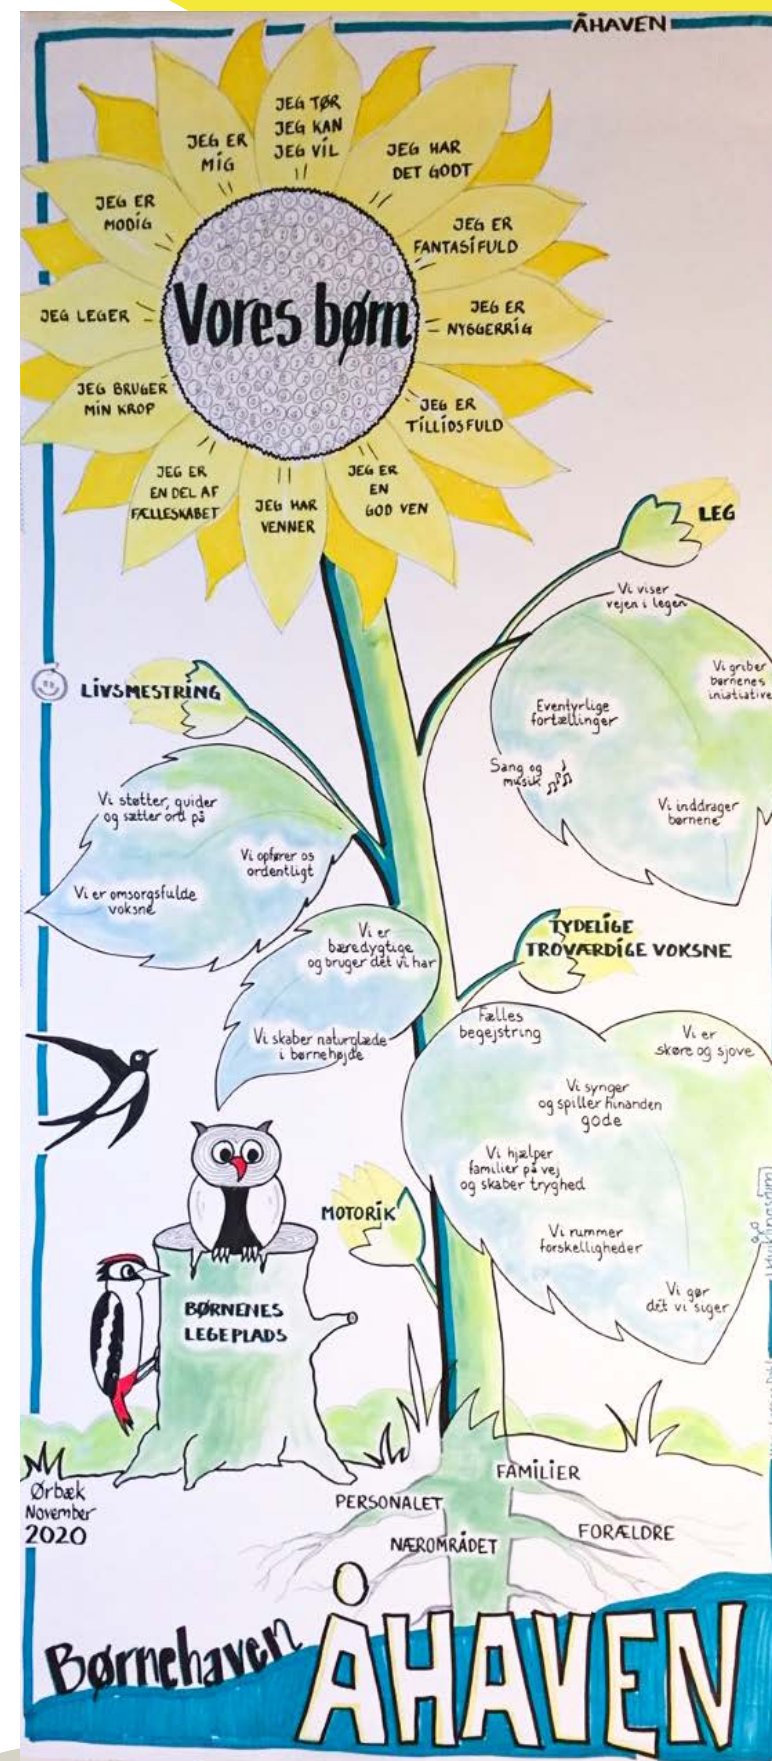 ÅHAVEN
JEG TØR
JEG KAN
JEG VIL
JEG HAR
DET GODT
JEG ER
FANTASIFULD
JEG ER
NYSGERRIG
JEG ER
TILLIDSFULD
JEG ER
EN
GOD VEN
JEG HAR
VENNER
JEG ER
EN DEL AF
FÆLLESKABET
JEG BRUGER
MIN KROP
JEG LEGER
JEG ER
MODIG
JEG ER
MIG
Vores børn
LEG
Vi viser
vejen i legen
Vi griber
børnenes
iniatiative
Eventyrlige
fortællinger
Sang og
musik
Vi inddrager
børnene
LIVSMESTRING
Vi støtter, guider
og sætter ord på
Vi opfører os
ordentligt
Vi er omsorgsfulde
voksne
Vi er
bæredygtige
og bruger det vi har
Vi skaber naturglæde
i børnehøjde
TYDELIGE
TROVÆRDIGE VOKSNE
Fælles
begejstring
Vi er
skøre og sjove
Vi synger
og spiller hinanden
gode
Vi hjælper
familier på vej
og skaber tryghed
Vi rummer
forskelligheder
Vi gør
det vi siger
MOTORIK
BØRNENES
LEGEPLADS
Ørbæk
November
2020
FAMILIER
PERSONALET
FORÆLDRE
NÆROMRÅDET
Børnehaven
ÅHAVEN